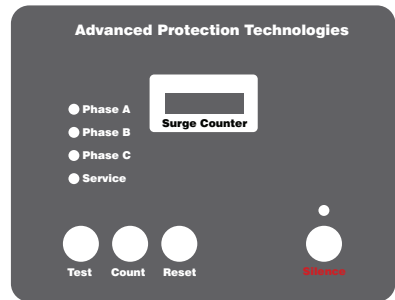 Advanced Protection Technologies
Surge Counter
Phase A
Phase B
Phase C
Service
Test Count Reset Silence